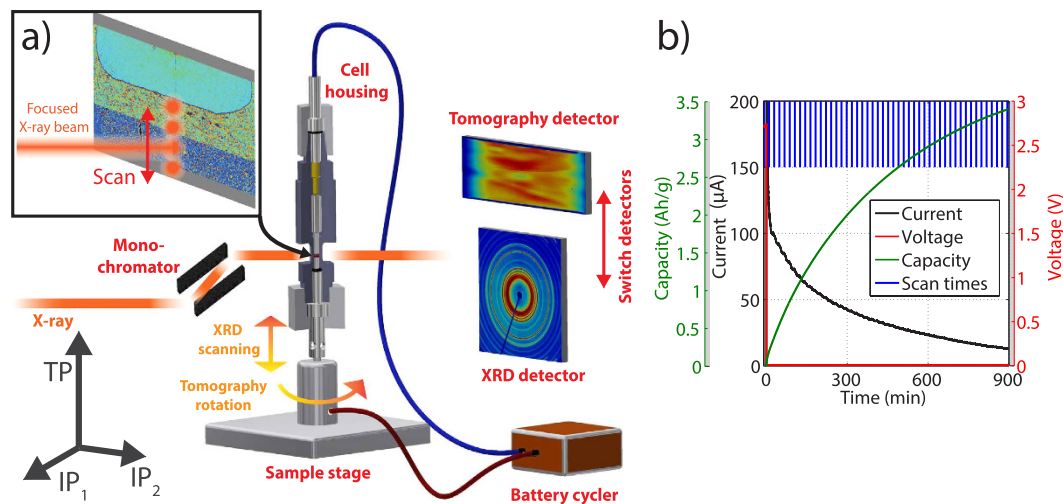 a)
Focused
X-ray beam
Scan
Cell
housing
Tomography detector
Switch detectors
Mono-
chromator
X-ray
XRD
scanning
Tomography
rotation
XRD detector
TP
IP1
IP2
Sample stage
Battery cycler
b)
3.5
3
2.5
2
1.5
1
0.5
0
Capacity (Ah/g)
200
150
100
50
0
Current (μA)
3
2.5
2
1.5
1
0.5
0
Voltage (V)
Current
Voltage
Capacity
Scan times
0 300 600 900
Time (min)